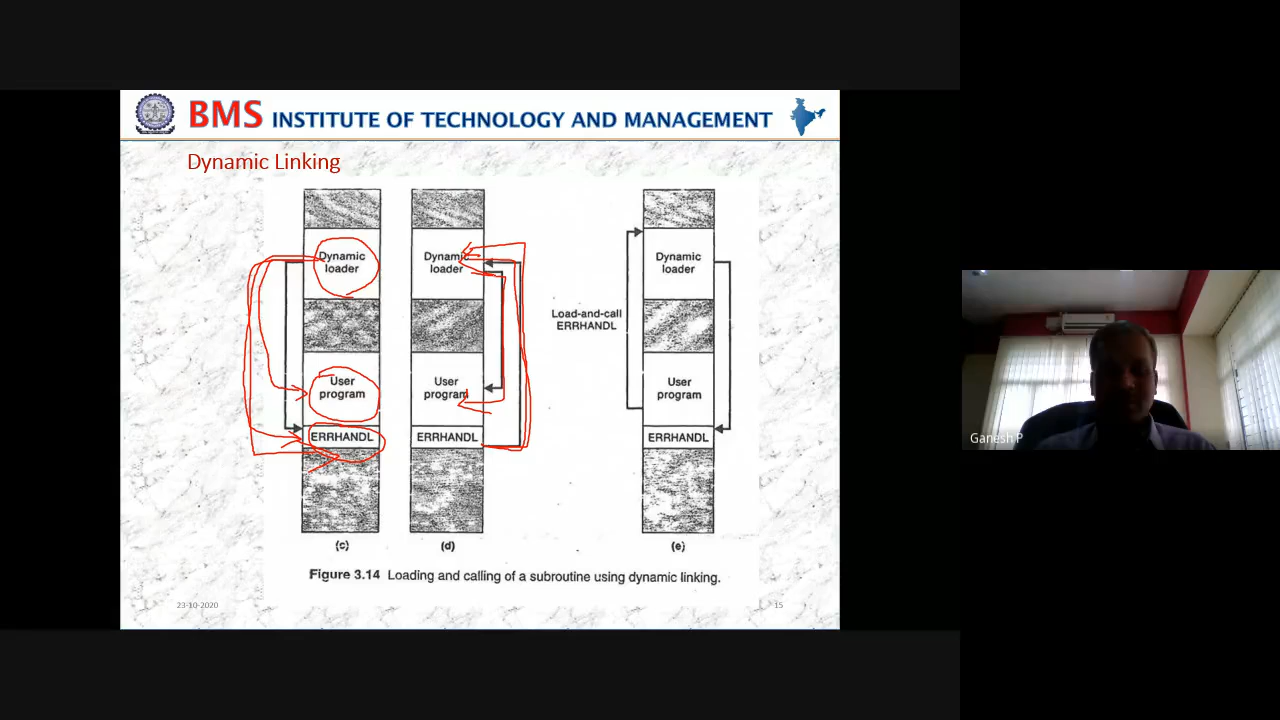 BMS INSTITUTE OF TECHNOLOGY AND MANAGEMENT
Dynamic Linking
Dynamic
loader
User
program
ERRHANDL
(c)
Dynamic
loader
User
program
ERRHANDL
(d)
Load-and-call
ERRHANDL
Dynamic
loader
User
program
ERRHANDL
(e)
Figure 3.14 Loading and calling of a subroutine using dynamic linking.
23-10-2020
15
Ganesh P